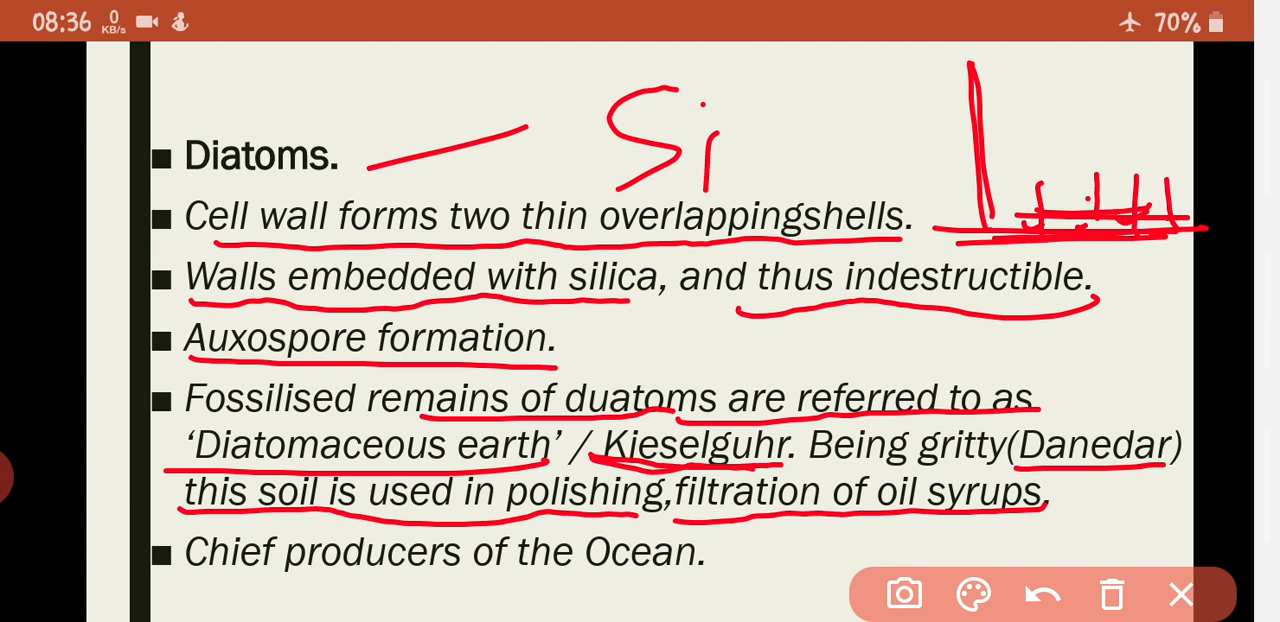 08:36 0 KB/s 70%
Si
■ Diatoms.
■ Cell wall forms two thin overlappingshells.
■ Walls embedded with silica, and thus indestructible.
■ Auxospore formation.
■ Fossilised remains of duatoms are referred to as
‘Diatomaceous earth’ / Kieselguhr. Being gritty(Danedar)
this soil is used in polishing,filtration of oil syrups.
■ Chief producers of the Ocean.